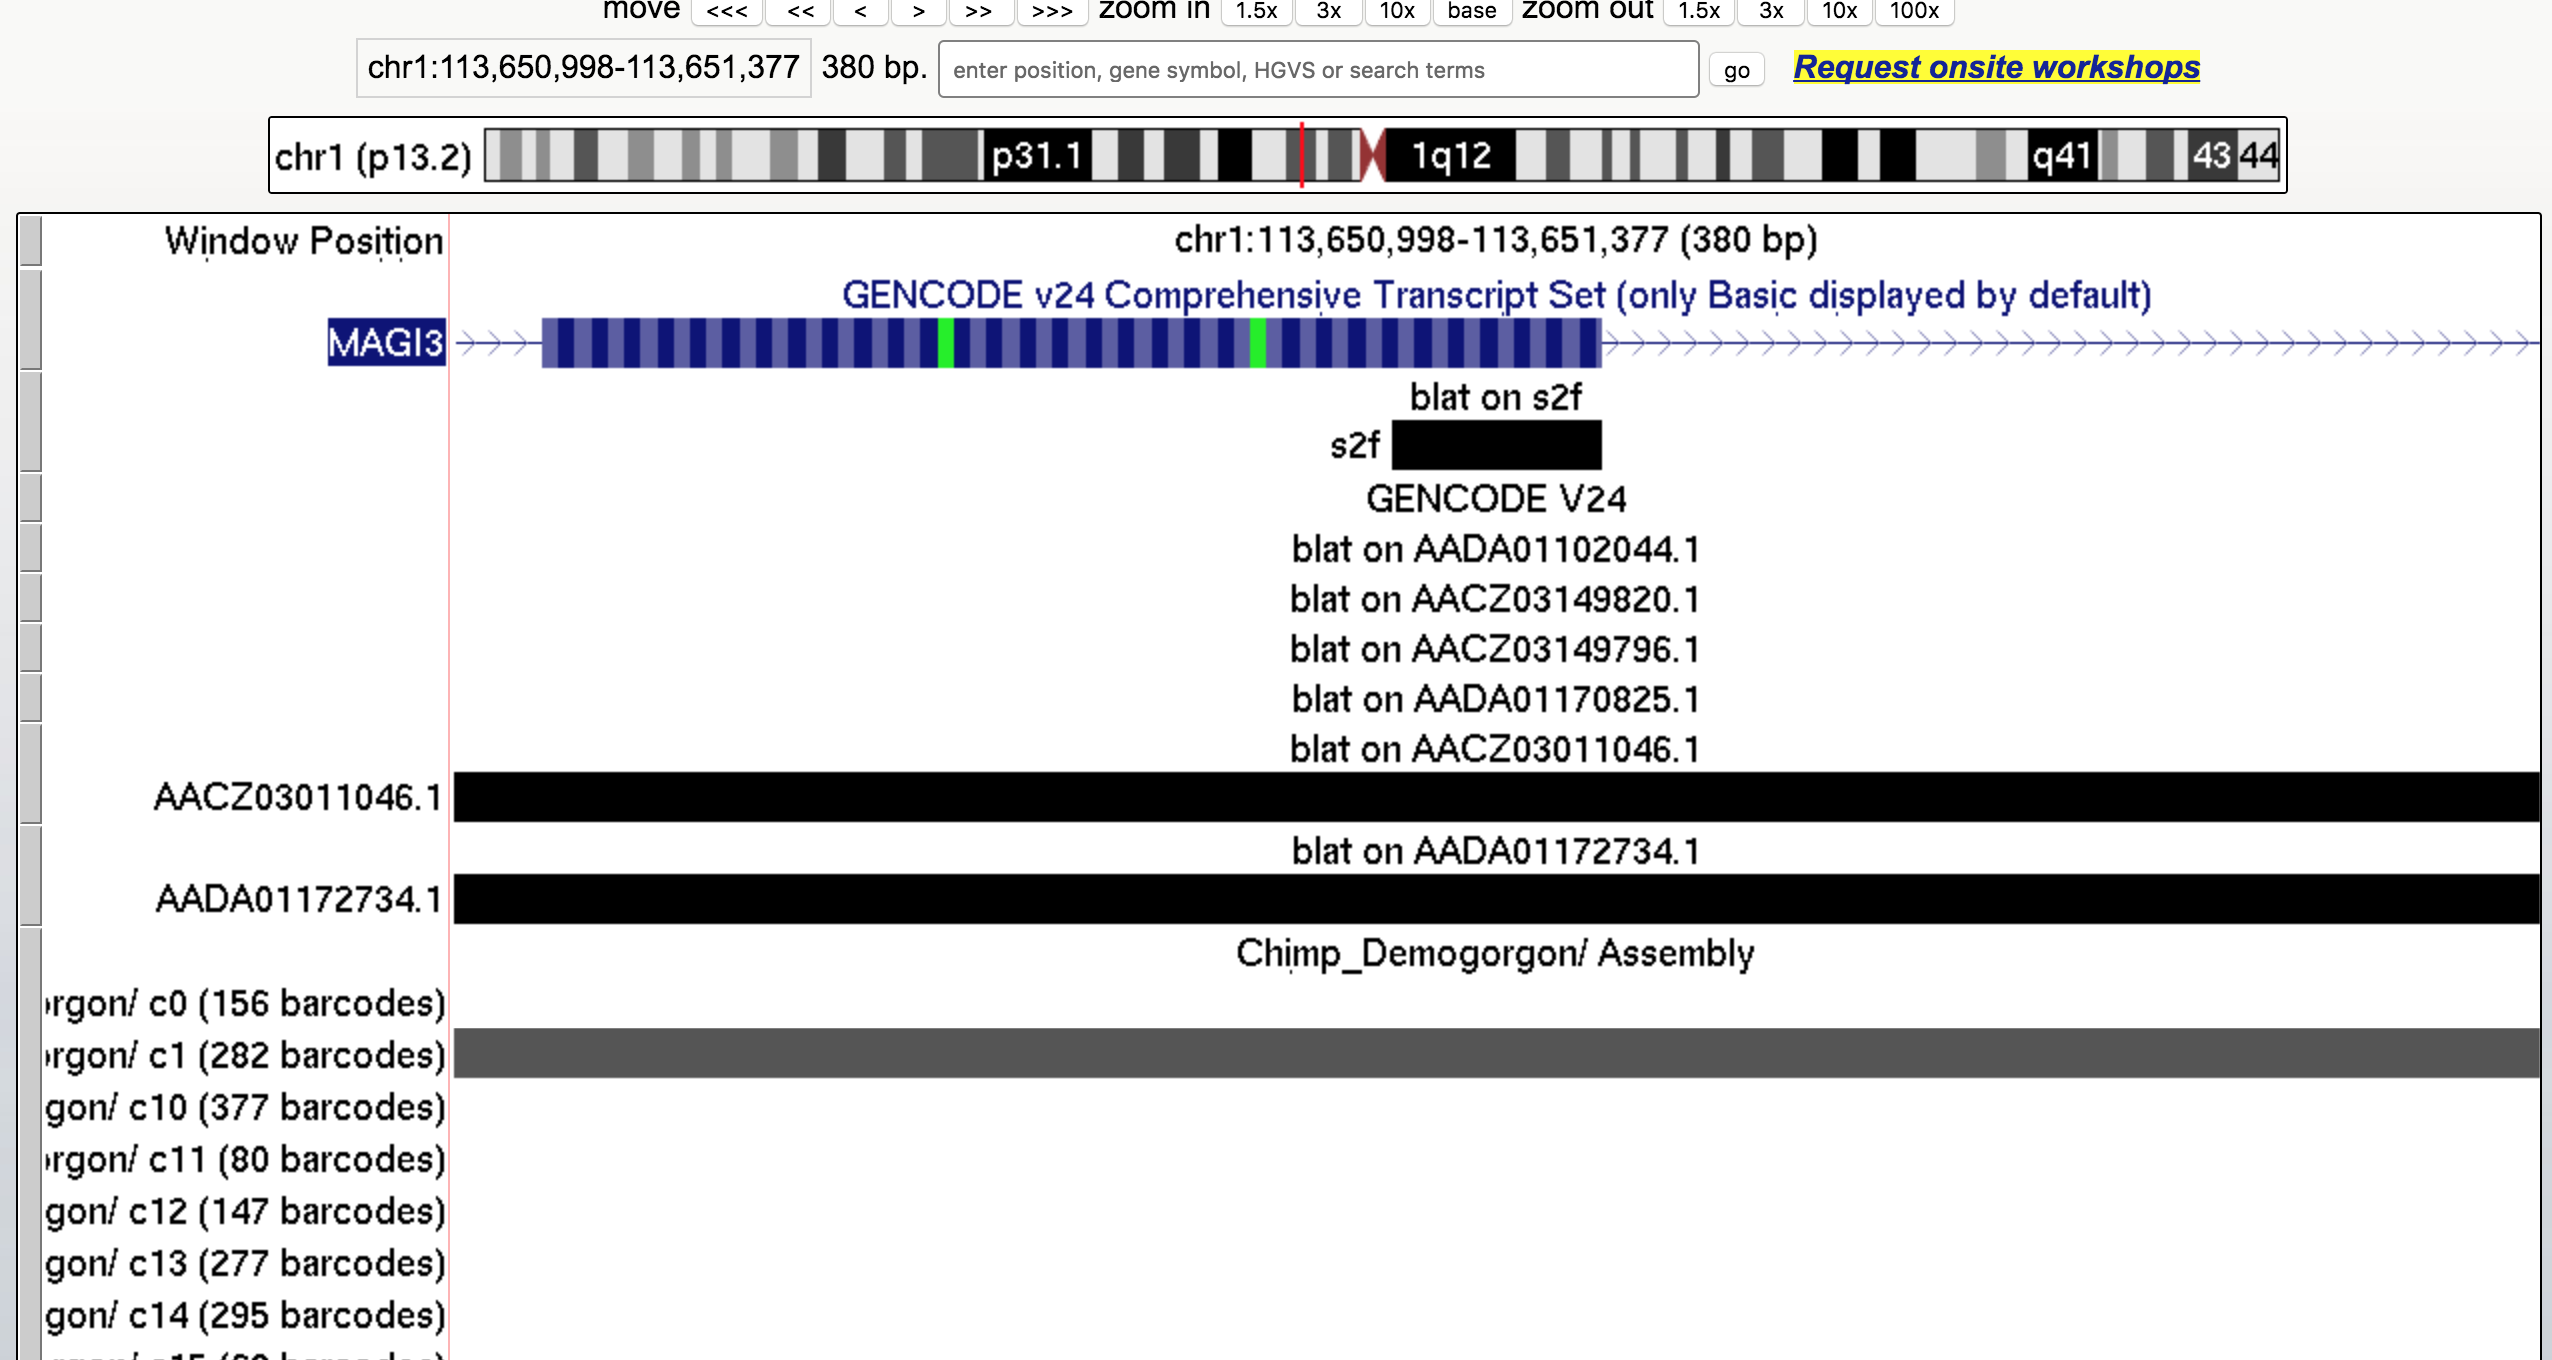 move <<< << < > >> >>> zoom in 1.5x 3x 10x base zoom out 1.5x 3x 10x 100x
chr1:113,650,998-113,651,377 380 bp. enter position, gene symbol, HGVS or search terms go Request onsite workshops
chr1 (p13.2) p31.1 1q12 q41 43 44
Window Position chr1:113,650,998-113,651,377 (380 bp)
GENCODE v24 Comprehensive Transcript Set (only Basic displayed by default)
MAGI3
blat on s2f
s2f
GENCODE V24
blat on AADA01102044.1
blat on AACZ03149820.1
blat on AACZ03149796.1
blat on AADA01170825.1
blat on AACZ03011046.1
AACZ03011046.1
blat on AADA01172734.1
AADA01172734.1
Chimp_Demogorgon/ Assembly
rgon/ c0 (156 barcodes)
rgon/ c1 (282 barcodes)
gon/ c10 (377 barcodes)
rgon/ c11 (80 barcodes)
gon/ c12 (147 barcodes)
gon/ c13 (277 barcodes)
gon/ c14 (295 barcodes)